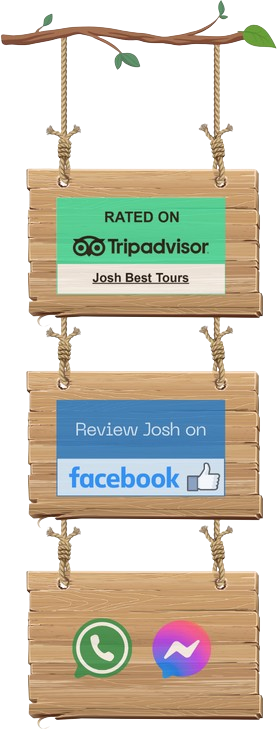 RATED ON
Tripadvisor
Josh Best Tours
Review Josh on
facebook